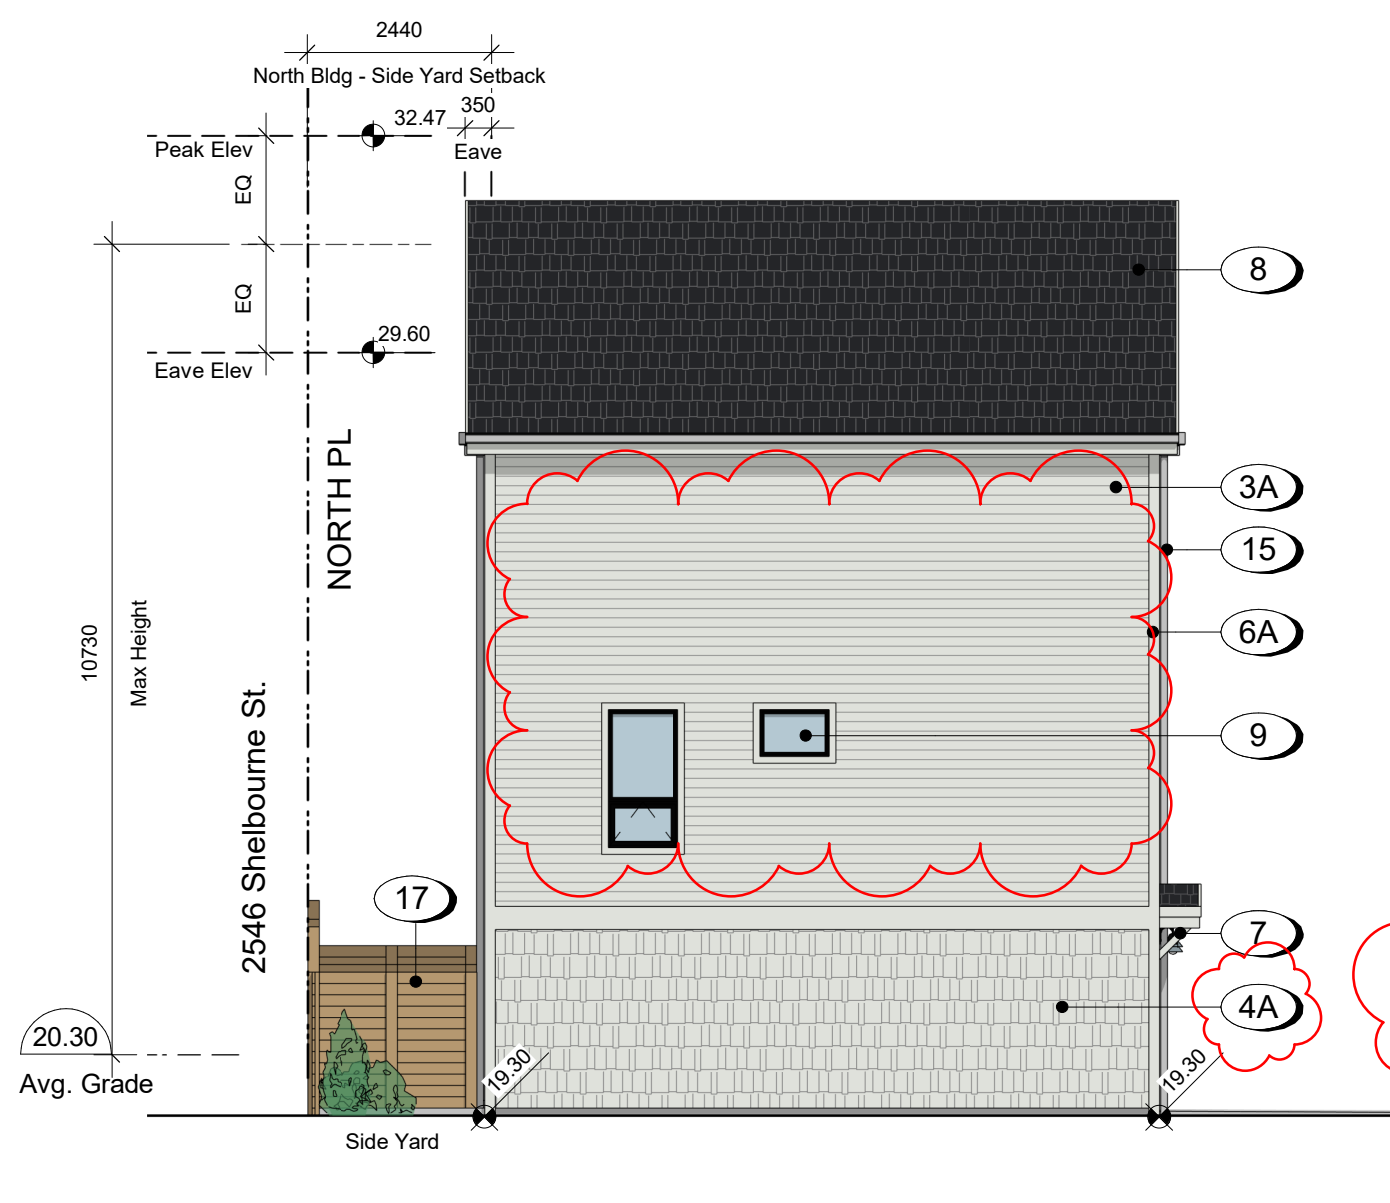 2440
North Bldg - Side Yard Setback
350
32.47
Peak Elev
Eave
EQ
8
EQ
29.60
Eave Elev
NORTH PL
3A
15
6A
10730
Max Height
9
2546 Shelbourne St.
17
7
4A
20.30
Avg. Grade
19.30
19.30
Side Yard